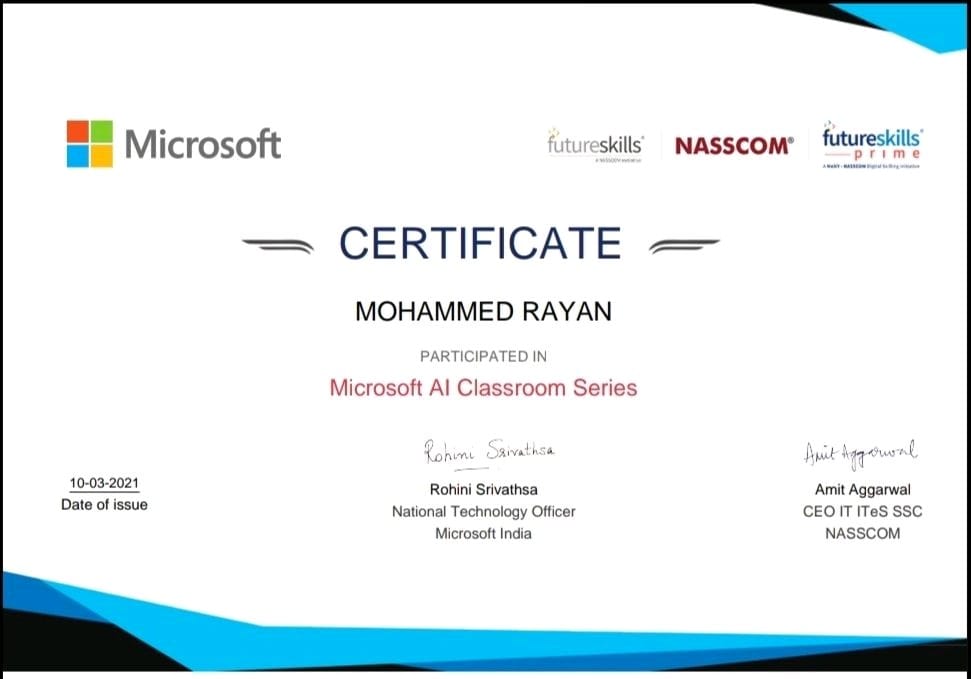 Microsoft
futureskills
A NASSCOM Initiative
NASSCOM®
futureskills
prime
A MeitY - NASSCOM Digital Skilling Initiative
CERTIFICATE
MOHAMMED RAYAN
PARTICIPATED IN
Microsoft AI Classroom Series
Rohini Srivathsa
Amit Aggarwal
10-03-2021
Date of issue
Rohini Srivathsa
National Technology Officer
Microsoft India
Amit Aggarwal
CEO IT ITeS SSC
NASSCOM